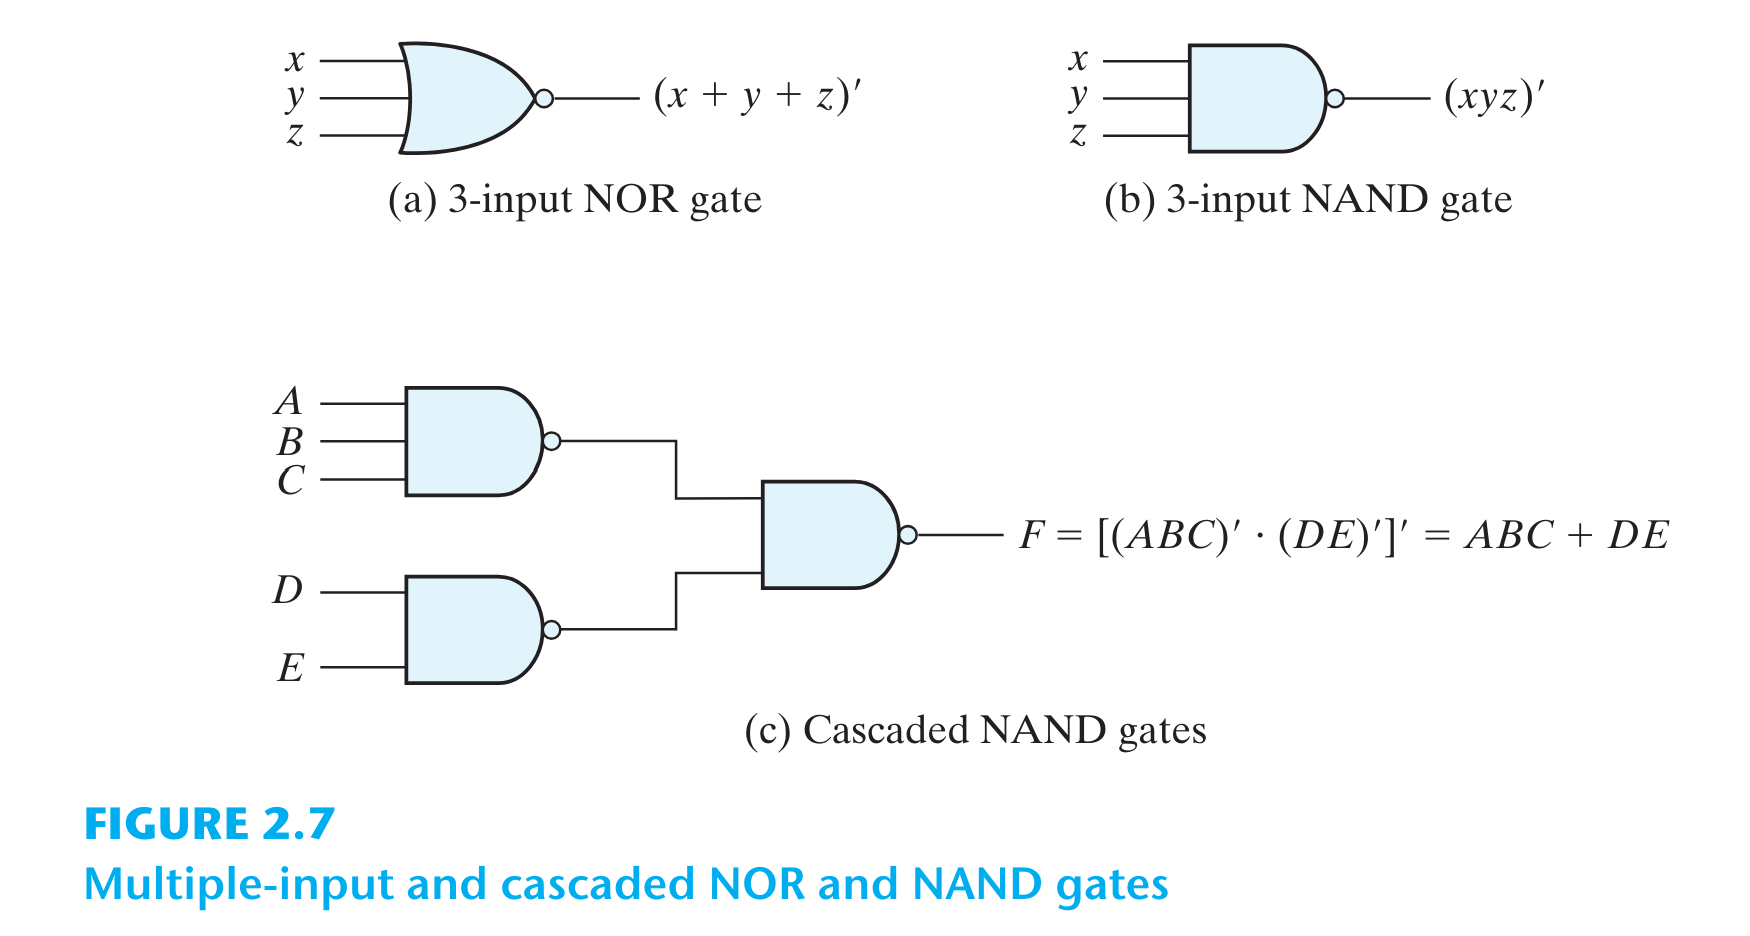 x
y
z
(x + y + z)′
(a) 3-input NOR gate
x
y
z
(xyz)′
(b) 3-input NAND gate
A
B
C
D
E
F = [(ABC)′ · (DE)′]′ = ABC + DE
(c) Cascaded NAND gates
FIGURE 2.7
Multiple-input and cascaded NOR and NAND gates